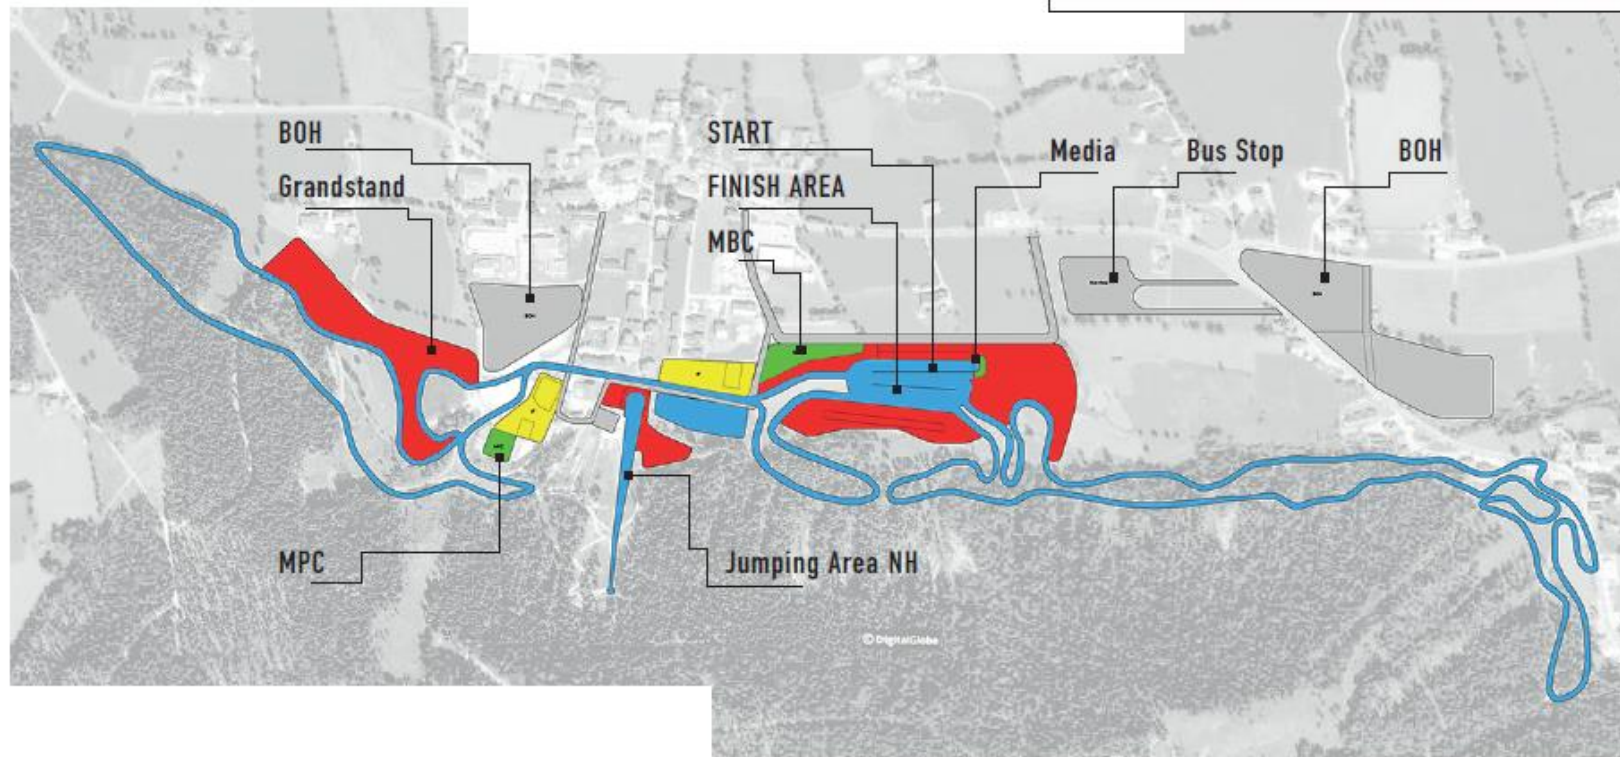 BOH
Grandstand
START
FINISH AREA
MBC
Media
Bus Stop
BOH
MPC
Jumping Area NH
© DigitalGlobe